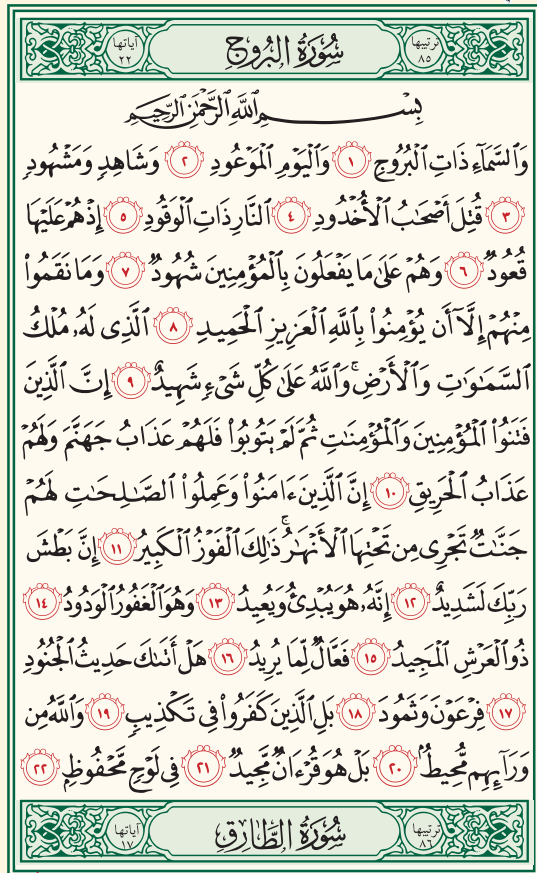 ترتيبها ٨٥ سُورَةُ البُرُوجِ آياتها ٢٢
بِسْمِ ٱللَّهِ ٱلرَّحْمَٰنِ ٱلرَّحِيمِ
وَٱلسَّمَآءِ ذَاتِ ٱلْبُرُوجِ ١ وَٱلْيَوْمِ ٱلْمَوْعُودِ ٢ وَشَاهِدٍ وَمَشْهُودٍ
٣ قُتِلَ أَصْحَٰبُ ٱلْأُخْدُودِ ٤ ٱلنَّارِ ذَاتِ ٱلْوَقُودِ ٥ إِذْ هُمْ عَلَيْهَا
قُعُودٌ ٦ وَهُمْ عَلَىٰ مَا يَفْعَلُونَ بِٱلْمُؤْمِنِينَ شُهُودٌ ٧ وَمَا نَقَمُوا۟
مِنْهُمْ إِلَّآ أَن يُؤْمِنُوا۟ بِٱللَّهِ ٱلْعَزِيزِ ٱلْحَمِيدِ ٨ ٱلَّذِى لَهُۥ مُلْكُ
ٱلسَّمَٰوَٰتِ وَٱلْأَرْضِ ۚ وَٱللَّهُ عَلَىٰ كُلِّ شَىْءٍ شَهِيدٌ ٩ إِنَّ ٱلَّذِينَ
فَتَنُوا۟ ٱلْمُؤْمِنِينَ وَٱلْمُؤْمِنَٰتِ ثُمَّ لَمْ يَتُوبُوا۟ فَلَهُمْ عَذَابُ جَهَنَّمَ وَلَهُمْ
عَذَابُ ٱلْحَرِيقِ ١٠ إِنَّ ٱلَّذِينَ ءَامَنُوا۟ وَعَمِلُوا۟ ٱلصَّٰلِحَٰتِ لَهُمْ
جَنَّٰتٌ تَجْرِى مِن تَحْتِهَا ٱلْأَنْهَٰرُ ۚ ذَٰلِكَ ٱلْفَوْزُ ٱلْكَبِيرُ ١١ إِنَّ بَطْشَ
رَبِّكَ لَشَدِيدٌ ١٢ إِنَّهُۥ هُوَ يُبْدِئُ وَيُعِيدُ ١٣ وَهُوَ ٱلْغَفُورُ ٱلْوَدُودُ ١٤
ذُو ٱلْعَرْشِ ٱلْمَجِيدُ ١٥ فَعَّالٌ لِّمَا يُرِيدُ ١٦ هَلْ أَتَىٰكَ حَدِيثُ ٱلْجُنُودِ
١٧ فِرْعَوْنَ وَثَمُودَ ١٨ بَلِ ٱلَّذِينَ كَفَرُوا۟ فِى تَكْذِيبٍ ١٩ وَٱللَّهُ مِن
وَرَآئِهِم مُّحِيطٌۢ ٢٠ بَلْ هُوَ قُرْءَانٌ مَّجِيدٌ ٢١ فِى لَوْحٍ مَّحْفُوظٍۭ ٢٢
ترتيبها ٨٦ سُورَةُ الطَّارِقِ آياتها ١٧